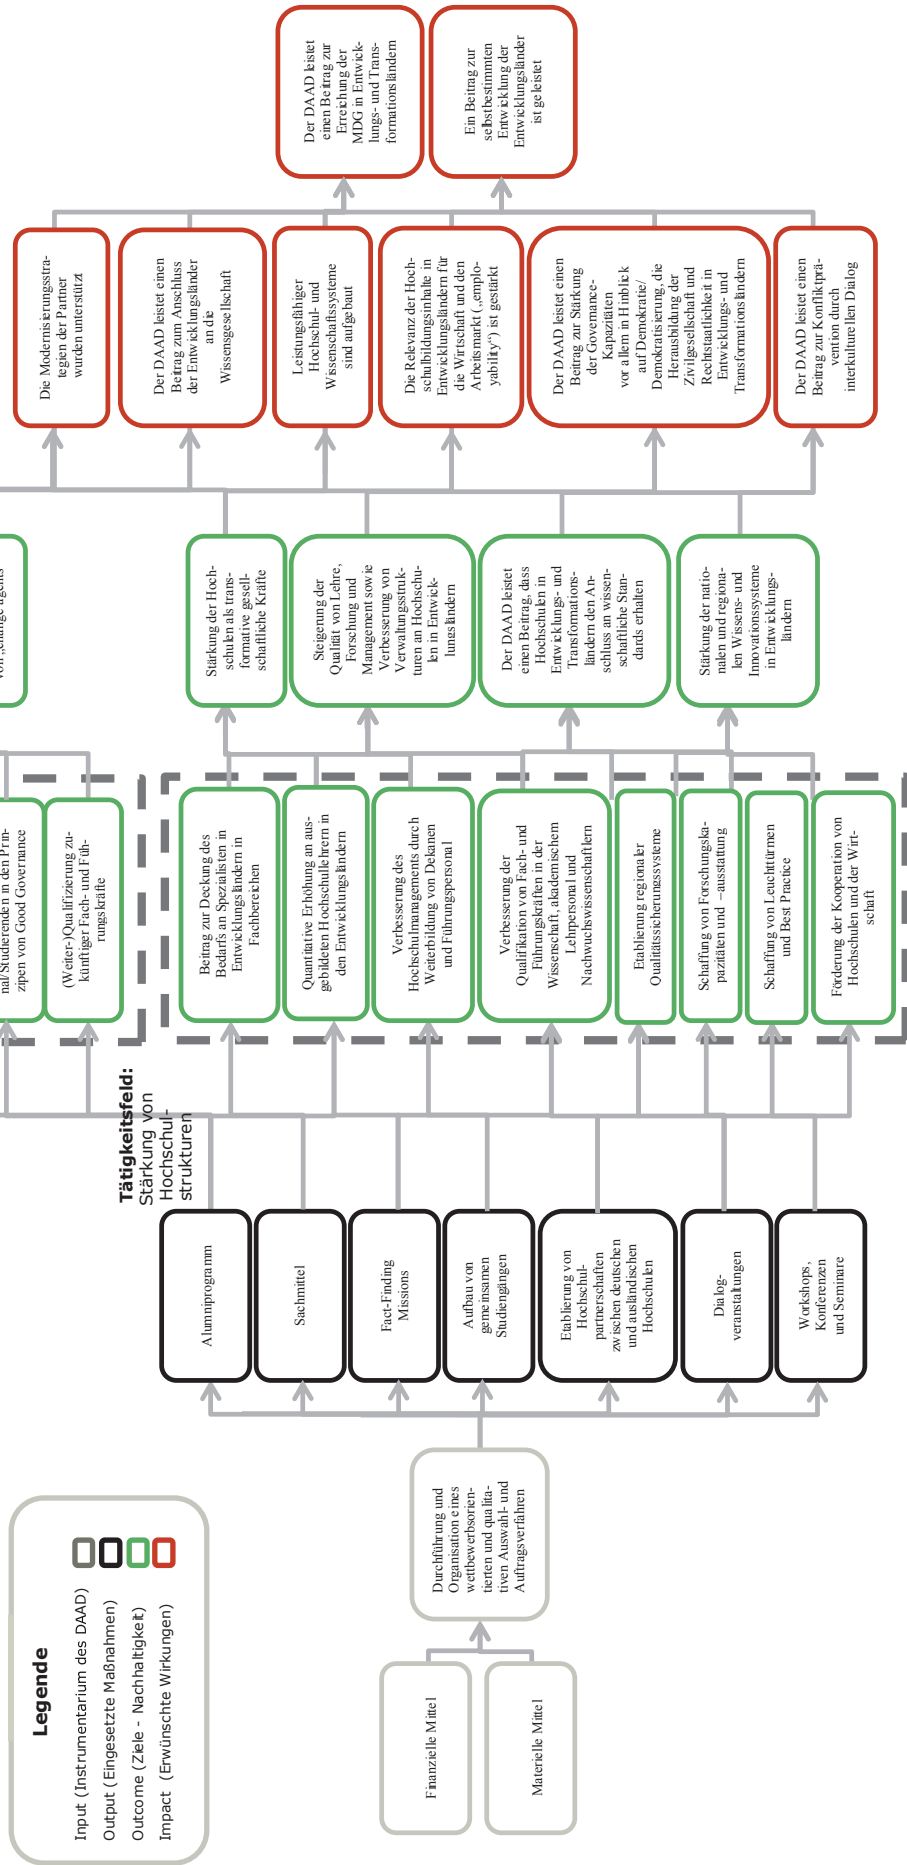 Legende
Input (Instrumentarium des DAAD)
Output (Eingesetzte Maßnahmen)
Outcome (Ziele - Nachhaltigkeit)
Impact (Erwünschte Wirkungen)
Finanzielle Mittel
Materielle Mittel
Durchführung und
Organisation eines
wettbewerbsorien-
tierten und qualita-
tiven Auswahl- und
Auftragsverfahren
Alumniprogramm
Sachmittel
Fact-Finding
Missions
Aufbau von
gemeinsamen
Studiengängen
Etablierung von
Hochschul-
partnerschaften
zwischen deutschen
und ausländischen
Hochschulen
Dialog-
veranstaltungen
Workshops,
Konferenzen
und Seminare
Tätigkeitsfeld:
Stärkung von
Hochschul-
strukturen
nal/Studierenden in den Prin-
zipen von Good Governance
(Weiter-)Qualifizierung zu-
künftiger Fach- und Füh-
rungskräfte
Beitrag zur Deckung des
Bedarfs an Spezialisten in
Entwicklungsländern in
Fachbereichen
Quantitative Erhöhung an aus-
gebildeten Hochschullehrern in
den Entwicklungsländern
Verbesserung des
Hochschulmanagements durch
Weiterbildung von Dekanen
und Führungspersonal
Verbesserung der
Qualifikation von Fach- und
Führungskräften in der
Wissenschaft, akademischem
Lehrpersonal und
Nachwuchswissenschaftlern
Etablierung regionaler
Qualitätssicherungssysteme
Schaffung von Forschungska-
pazitäten und –ausstattung
Schaffung von Leuchttürmen
und Best Practice
Förderung der Kooperation von
Hochschulen und der Wirt-
schaft
von „change agents
Stärkung der Hoch-
schulen als trans-
formative gesell-
schaftliche Kräfte
Steigerung der
Qualität von Lehre,
Forschung und
Management sowie
Verbesserung von
Verwaltungsstruk-
turen an Hochschu-
len in Entwick-
lungsländern
Der DAAD leistet
einen Beitrag, dass
Hochschulen in
Entwicklungs- und
Transformations-
ländern den An-
schluss an wissen-
schaftliche Stan-
dards erhalten
Stärkung der natio-
nalen und regiona-
len Wissens- und
Innovationssysteme
in Entwicklungs-
ländern
Die Modernisierungsstra-
tegien der Partner
wurden unterstützt
Der DAAD leistet einen
Beitrag zum Anschluss
der Entwicklungsländer
an die
Wissensgesellschaft
Leistungsfähiger
Hochschul- und
Wissenschaftssysteme
sind aufgebaut
Die Relevanz der Hoch-
schulbildungsinhalte in
Entwicklungsländern für
die Wirtschaft und den
Arbeitsmarkt („emplo-
yability“) ist gestärkt
Der DAAD leistet einen
Beitrag zur Stärkung
der Governance-
Kapazitäten
vor allem in Hinblick
auf Demokratie/
Demokratisierung, die
Herausbildung der
Zivilgesellschaft und
Rechtstaatlichkeit in
Entwicklungs- und
Transformationsländern
Der DAAD leistet einen
Beitrag zur Konfliktprä-
vention durch
interkulturellen Dialog
Der DAAD leistet
einen Beitrag zur
Erreichung der
MDG in Entwick-
lungs- und Trans-
formationsländern
Ein Beitrag zur
selbstbestimmten
Entwicklung der
Entwicklungsländer
ist geleistet